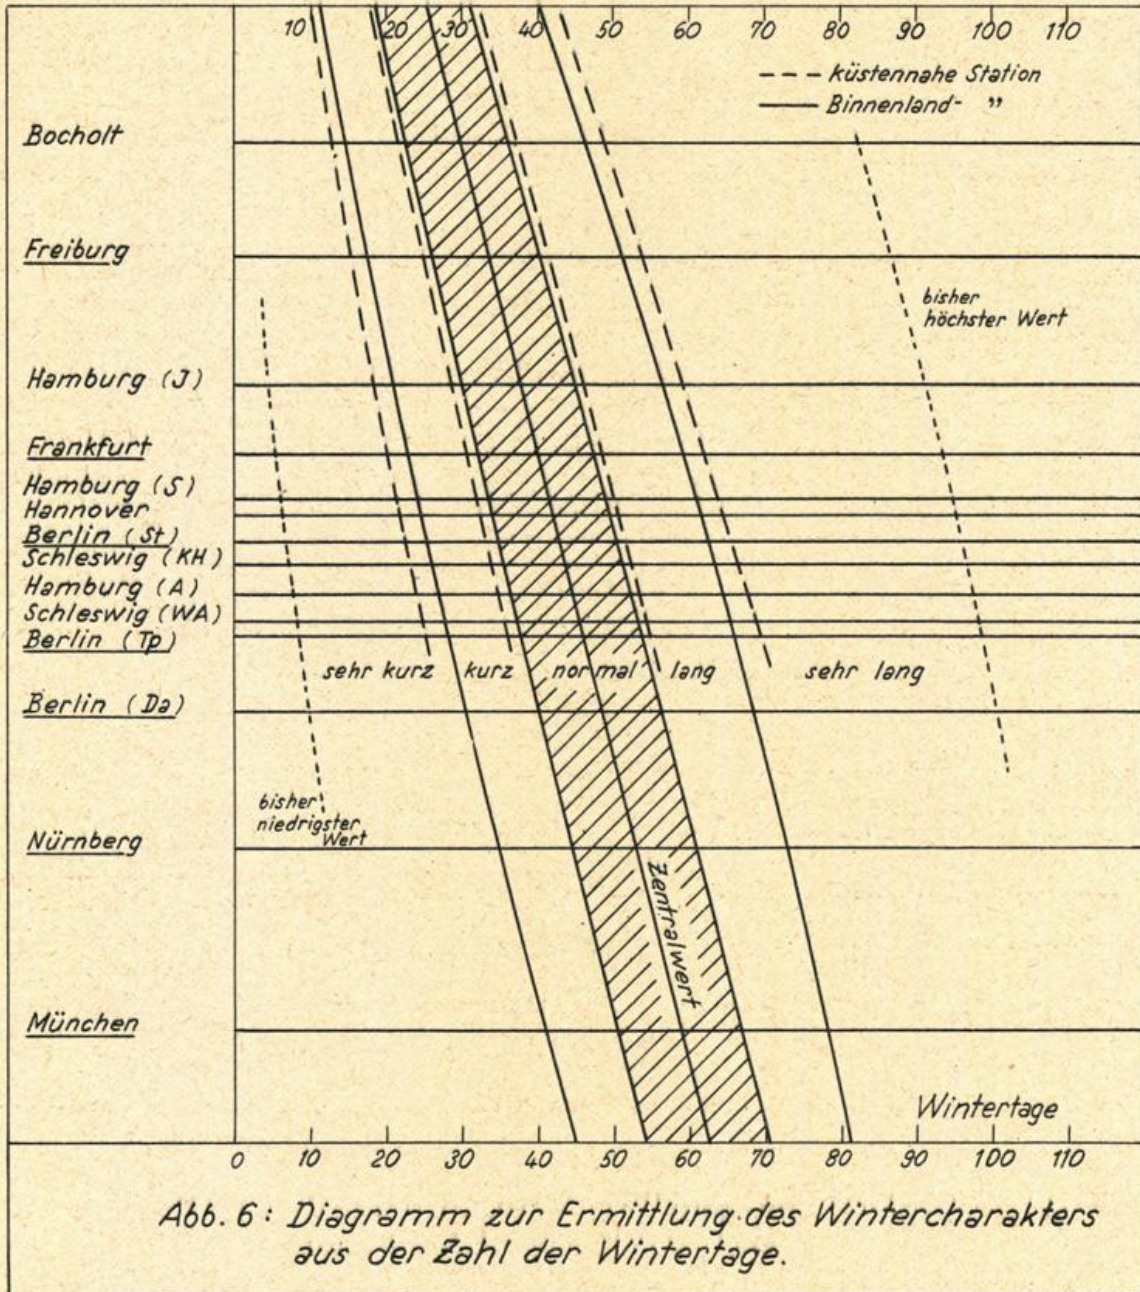 10 20 30 40 50 60 70 80 90 100 110
küstennahe Station
Binnenland- "
Bocholt
Freiburg
bisher
höchster Wert
Hamburg (J)
Frankfurt
Hamburg (S)
Hannover
Berlin (St)
Schleswig (KH)
Hamburg (A)
Schleswig (WA)
Berlin (Tp)
sehr kurz kurz normal lang sehr lang
Berlin (Da)
bisher
niedrigster
Wert
Nürnberg
Zentralwert
München
Wintertage
0 10 20 30 40 50 60 70 80 90 100 110
Abb. 6: Diagramm zur Ermittlung des Wintercharakters
aus der Zahl der Wintertage.